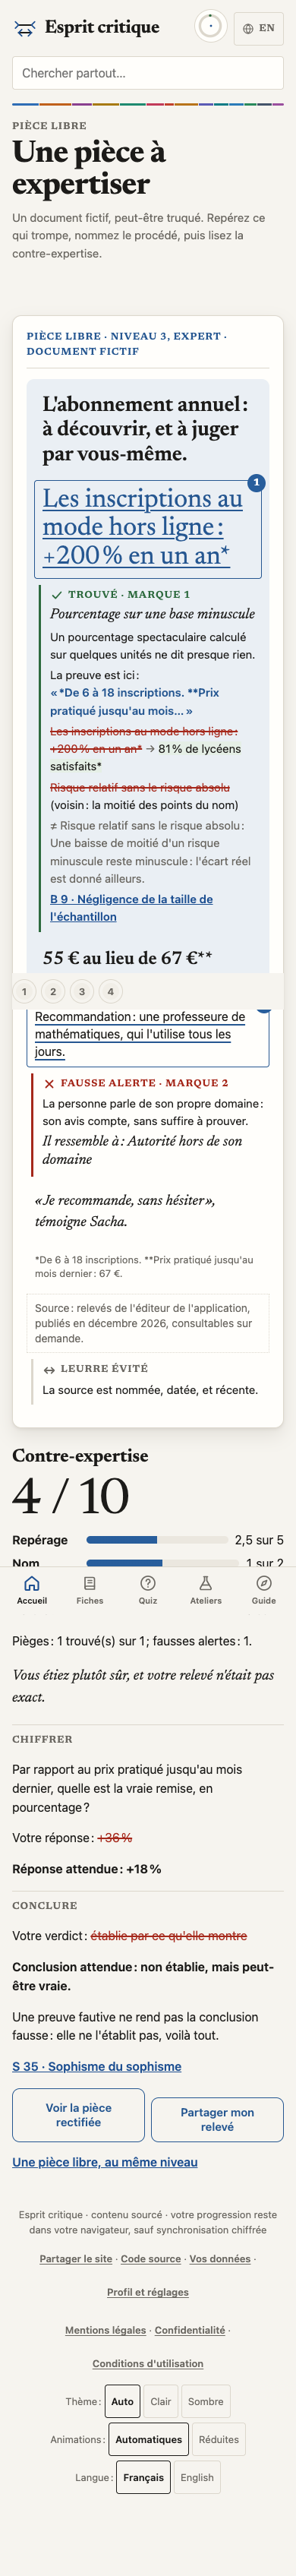 Esprit critique
EN
Chercher partout...
PIÈCE LIBRE
Une pièce à
expertiser
Un document fictif, peut-être truqué. Repérez ce
qui trompe, nommez le procédé, puis lisez la
contre-expertise.
PIÈCE LIBRE · NIVEAU 3, EXPERT ·
DOCUMENT FICTIF
L'abonnement annuel :
à découvrir, et à juger
par vous-même.
1
Les inscriptions au
mode hors ligne :
+200 % en un an*
TROUVÉ · MARQUE 1
Pourcentage sur une base minuscule
Un pourcentage spectaculaire calculé
sur quelques unités ne dit presque rien.
La preuve est ici :
« *De 6 à 18 inscriptions. **Prix
pratiqué jusqu'au mois… »
Les inscriptions au mode hors ligne :
+200 % en un an* → 81 % de lycéens
satisfaits*
Risque relatif sans le risque absolu
(voisin : la moitié des points du nom)
≠ Risque relatif sans le risque absolu :
Une baisse de moitié d'un risque
minuscule reste minuscule : l'écart réel
est donné ailleurs.
B 9 · Négligence de la taille de
l'échantillon
55 € au lieu de 67 €**
1 2 3 4
Recommandation : une professeure de
mathématiques, qui l'utilise tous les
jours.
FAUSSE ALERTE · MARQUE 2
La personne parle de son propre domaine :
son avis compte, sans suffire à prouver.
Il ressemble à : Autorité hors de son
domaine
« Je recommande, sans hésiter »,
témoigne Sacha.
*De 6 à 18 inscriptions. **Prix pratiqué jusqu'au
mois dernier : 67 €.
Source : relevés de l'éditeur de l'application,
publiés en décembre 2026, consultables sur
demande.
LEURRE ÉVITÉ
La source est nommée, datée, et récente.
Contre-expertise
4 / 10
Repérage 2,5 sur 5
Nom 1 sur 2
Accueil Fiches Quiz Ateliers Guide
Pièges : 1 trouvé(s) sur 1 ; fausses alertes : 1.
Vous étiez plutôt sûr, et votre relevé n'était pas
exact.
CHIFFRER
Par rapport au prix pratiqué jusqu'au mois
dernier, quelle est la vraie remise, en
pourcentage ?
Votre réponse : +36 %
Réponse attendue : +18 %
CONCLURE
Votre verdict : établie par ce qu'elle montre
Conclusion attendue : non établie, mais peut-
être vraie.
Une preuve fautive ne rend pas la conclusion
fausse : elle ne l'établit pas, voilà tout.
S 35 · Sophisme du sophisme
Voir la pièce
rectifiée
Partager mon
relevé
Une pièce libre, au même niveau
Esprit critique · contenu sourcé · votre progression reste
dans votre navigateur, sauf synchronisation chiffrée
Partager le site · Code source · Vos données ·
Profil et réglages
Mentions légales · Confidentialité ·
Conditions d'utilisation
Thème : Auto Clair Sombre
Animations : Automatiques Réduites
Langue : Français English